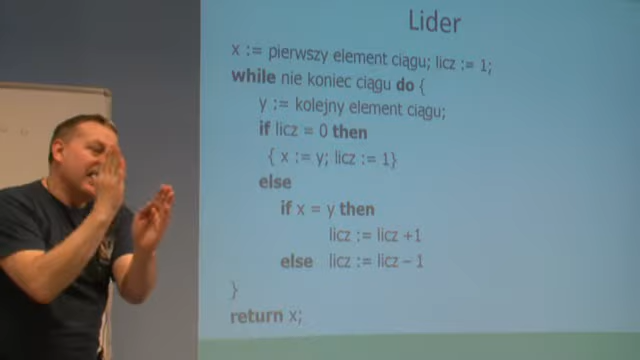 Lider
x := pierwszy element ciągu; licz := 1;
while nie koniec ciągu do {
y := kolejny element ciągu;
if licz = 0 then
{ x := y; licz := 1}
else
if x = y then
licz := licz +1
else licz := licz – 1
}
return x;